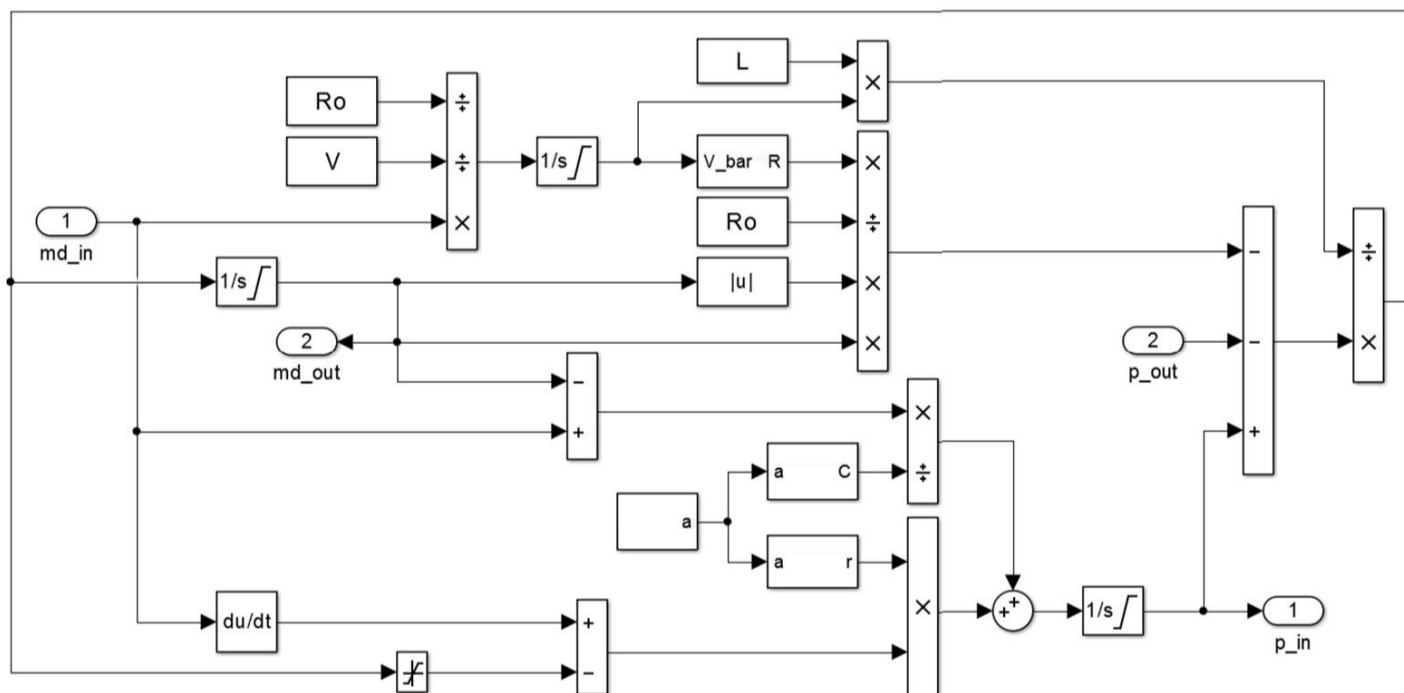 L
×
Ro
÷
V
÷
1/s
V_bar R
×
1
×
Ro
÷
md_in
−
÷
1/s
|u|
×
2
×
2
−
×
md_out
p_out
−
+
×
+
a C
÷
a
a r
du/dt
+
×
+
+
1/s
1
−
p_in